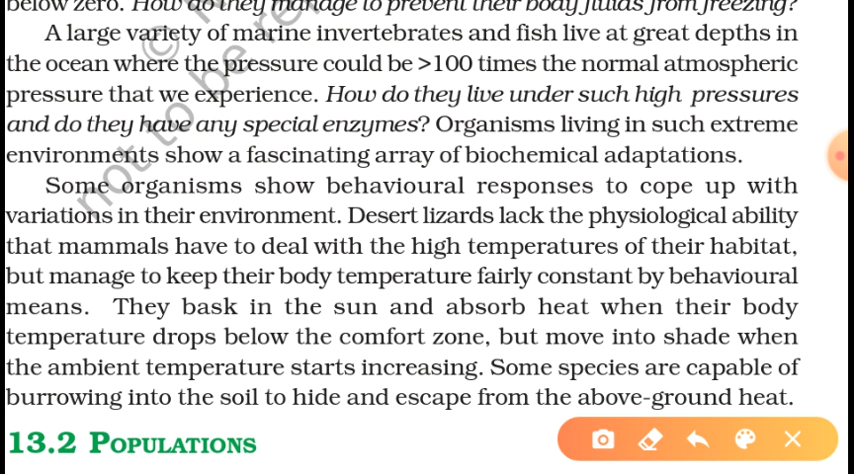 below zero. How do they manage to prevent their body fluids from freezing?
A large variety of marine invertebrates and fish live at great depths in
the ocean where the pressure could be >100 times the normal atmospheric
pressure that we experience. How do they live under such high pressures
and do they have any special enzymes? Organisms living in such extreme
environments show a fascinating array of biochemical adaptations.
Some organisms show behavioural responses to cope up with
variations in their environment. Desert lizards lack the physiological ability
that mammals have to deal with the high temperatures of their habitat,
but manage to keep their body temperature fairly constant by behavioural
means. They bask in the sun and absorb heat when their body
temperature drops below the comfort zone, but move into shade when
the ambient temperature starts increasing. Some species are capable of
burrowing into the soil to hide and escape from the above-ground heat.
13.2 POPULATIONS
© 
not to be re